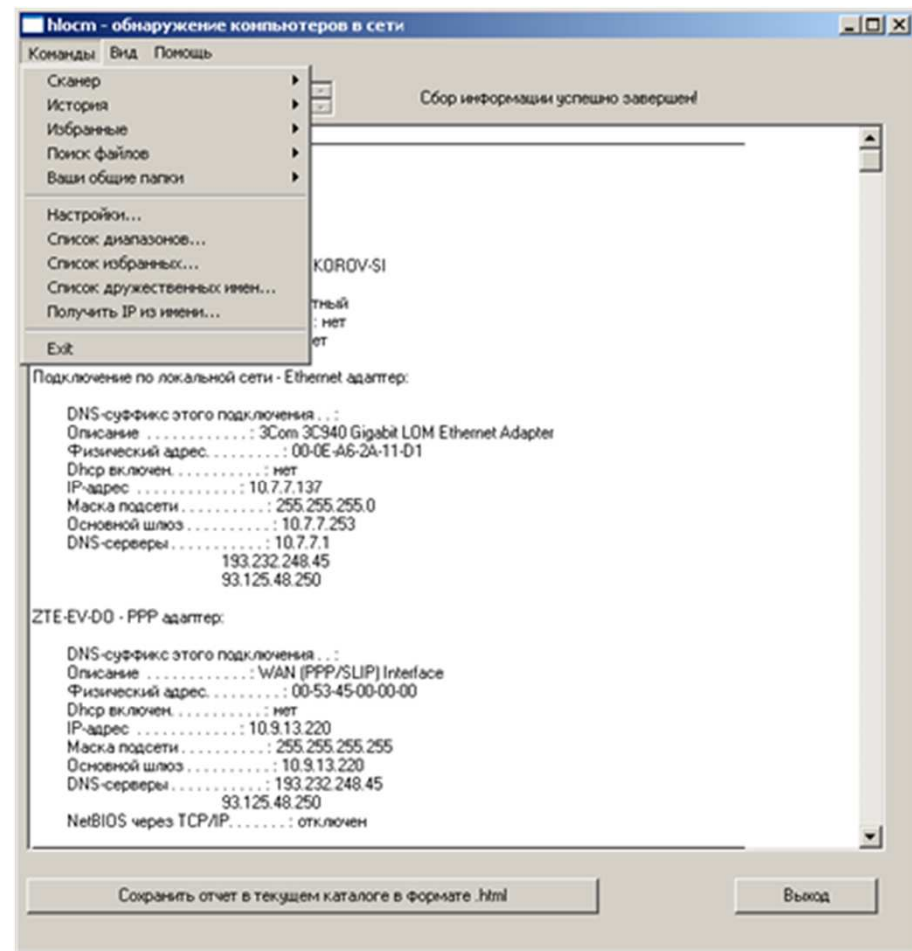 hlocm - обнаружение компьютеров в сети
Команды Вид Помощь
Сканер
История
Избранные
Поиск файлов
Ваши общие папки
Настройки...
Список диапазонов...
Список избранных...
Список дружественных имен...
Получить IP из имени...
Exit
Сбор информации успешно завершен!
KOROV-SI
тный
: нет
ет
Подключение по локальной сети - Ethernet адаптер:
DNS-суффикс этого подключения . . :
Описание . . . . . . . . . . . . : 3Com 3C940 Gigabit LOM Ethernet Adapter
Физический адрес. . . . . . . . . : 00-0E-A6-2A-11-D1
Dhcp включен. . . . . . . . . . . : нет
IP-адрес . . . . . . . . . . . . : 10.7.7.137
Маска подсети . . . . . . . . . . : 255.255.255.0
Основной шлюз . . . . . . . . . . : 10.7.7.253
DNS-серверы . . . . . . . . . . . : 10.7.7.1
193.232.248.45
93.125.48.250
ZTE-EV-DO - PPP адаптер:
DNS-суффикс этого подключения . . :
Описание . . . . . . . . . . . . : WAN (PPP/SLIP) Interface
Физический адрес. . . . . . . . . : 00-53-45-00-00-00
Dhcp включен. . . . . . . . . . . : нет
IP-адрес . . . . . . . . . . . . : 10.9.13.220
Маска подсети . . . . . . . . . . : 255.255.255.255
Основной шлюз . . . . . . . . . . : 10.9.13.220
DNS-серверы . . . . . . . . . . . : 193.232.248.45
93.125.48.250
NetBIOS через TCP/IP. . . . . . . : отключен
Сохранить отчет в текущем каталоге в формате .html
Выход